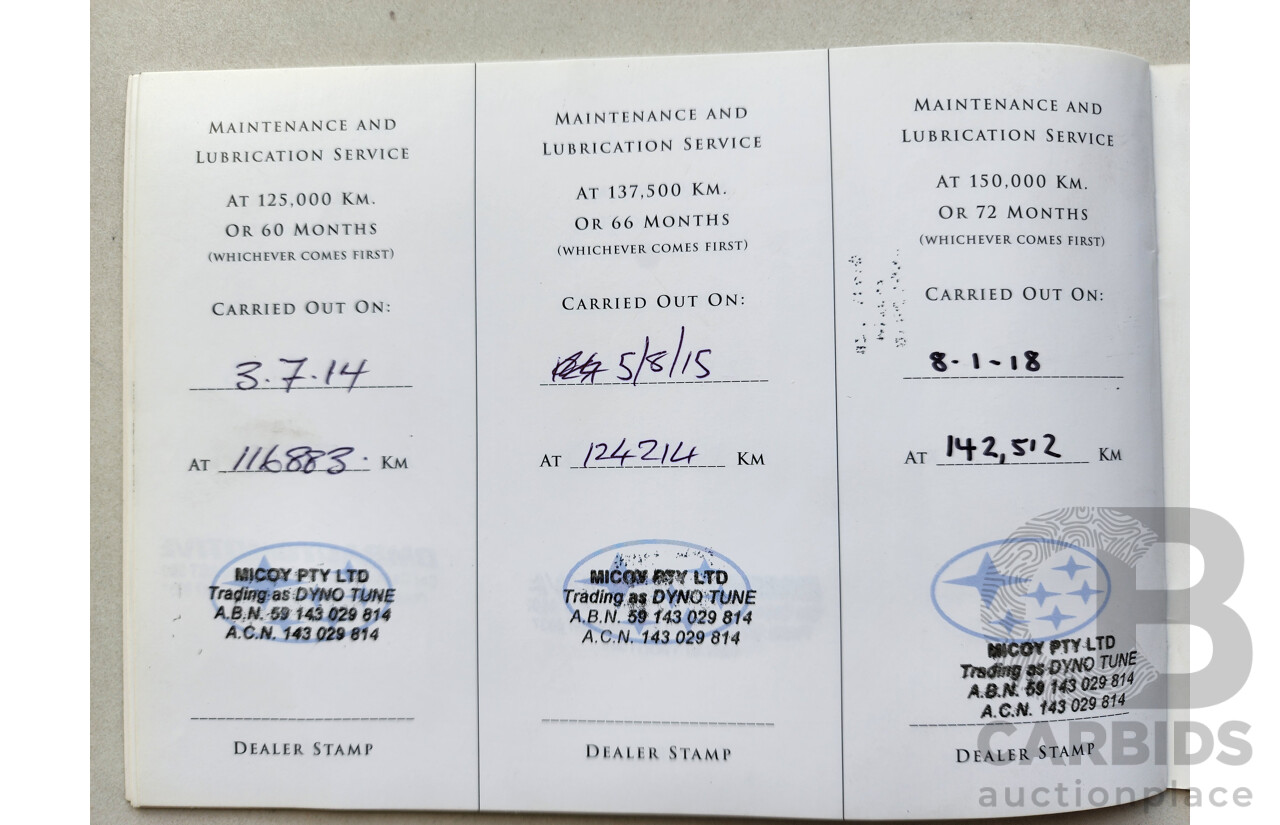 MAINTENANCE AND
LUBRICATION SERVICE
AT 125,000 KM.
OR 60 MONTHS
(WHICHEVER COMES FIRST)
CARRIED OUT ON:
3.7.14
AT 116883. KM
MICOY PTY LTD
Trading as DYNO TUNE
A.B.N. 59 143 029 814
A.C.N. 143 029 814
DEALER STAMP
MAINTENANCE AND
LUBRICATION SERVICE
AT 137,500 KM.
OR 66 MONTHS
(WHICHEVER COMES FIRST)
CARRIED OUT ON:
5/8/15
AT 124214 KM
MICOY PTY LTD
Trading as DYNO TUNE
A.B.N. 59 143 029 814
A.C.N. 143 029 814
DEALER STAMP
MAINTENANCE AND
LUBRICATION SERVICE
AT 150,000 KM.
OR 72 MONTHS
(WHICHEVER COMES FIRST)
CARRIED OUT ON:
8-1-18
AT 142,512 KM
MICOY PTY LTD
Trading as DYNO TUNE
A.B.N. 59 143 029 814
A.C.N. 143 029 814
DEALER STAMP
CARBIDS
auctionplace